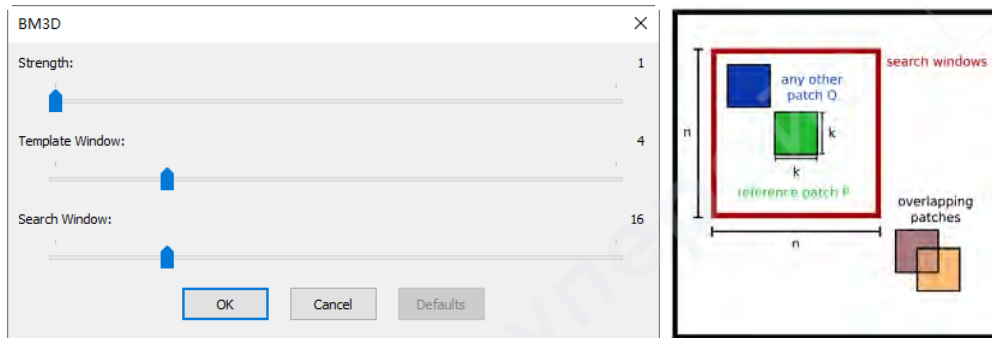 BM3D
Strength:
1
Template Window:
4
Search Window:
16
OK
Cancel
Defaults
search windows
any other
patch Q
n
k
k
reference patch P
n
overlapping
patches